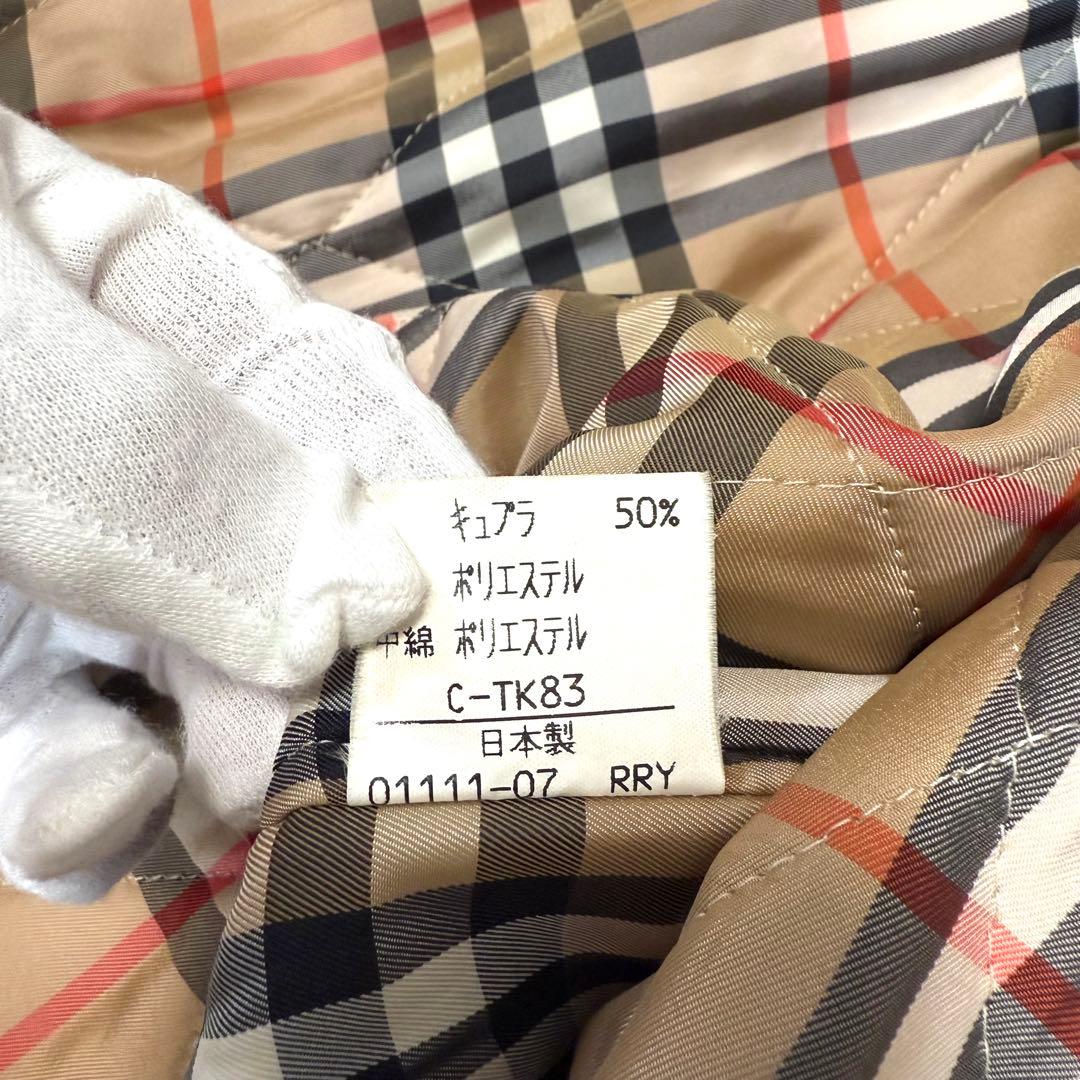 キュプラ 50%
ポリエステル
中綿 ポリエステル
C-TK83
日本製
01111-07 RRY